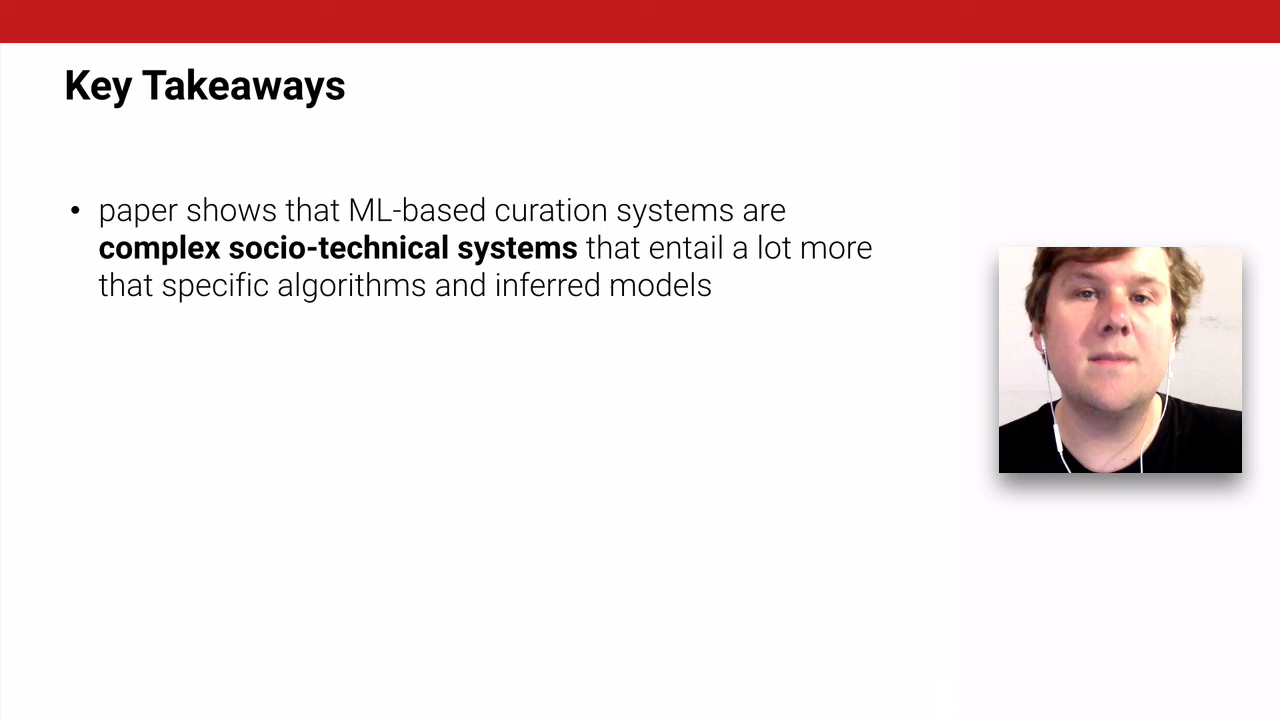 Key Takeaways
• paper shows that ML-based curation systems are
complex socio-technical systems that entail a lot more
that specific algorithms and inferred models